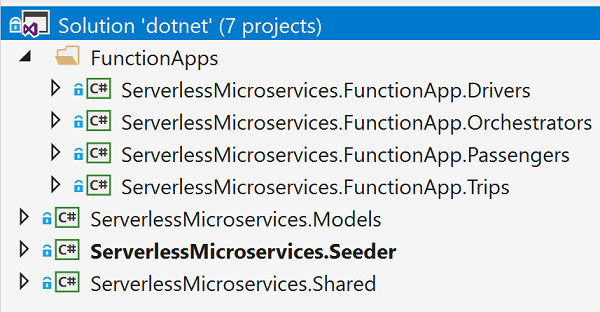 Solution 'dotnet' (7 projects)
FunctionApps
C# ServerlessMicroservices.FunctionApp.Drivers
C# ServerlessMicroservices.FunctionApp.Orchestrators
C# ServerlessMicroservices.FunctionApp.Passengers
C# ServerlessMicroservices.FunctionApp.Trips
C# ServerlessMicroservices.Models
C# ServerlessMicroservices.Seeder
C# ServerlessMicroservices.Shared